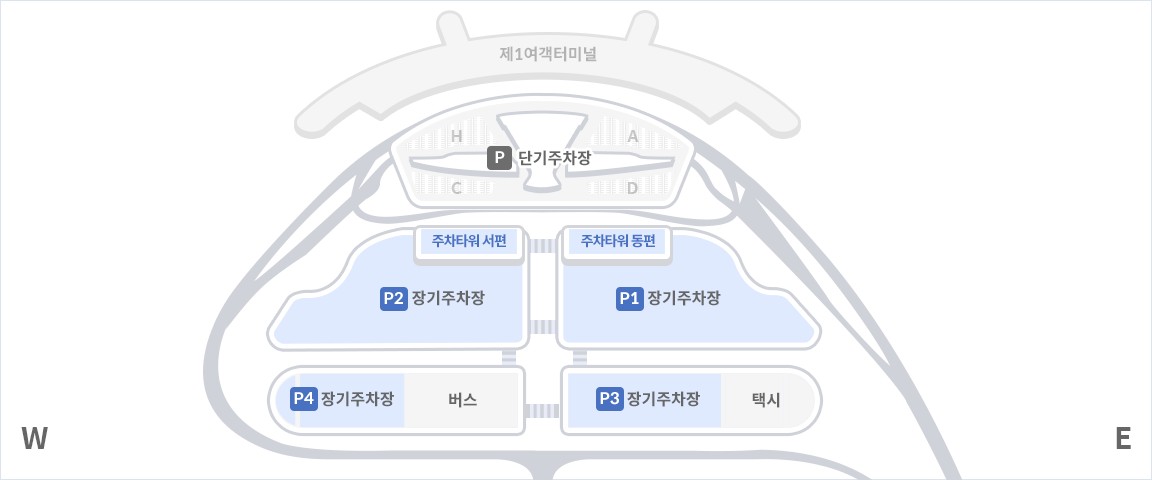 제1여객터미널
H
A
P 단기주차장
C
D
주차타워 서편
주차타워 동편
P2 장기주차장
P1 장기주차장
P4 장기주차장
버스
P3 장기주차장
택시
W
E